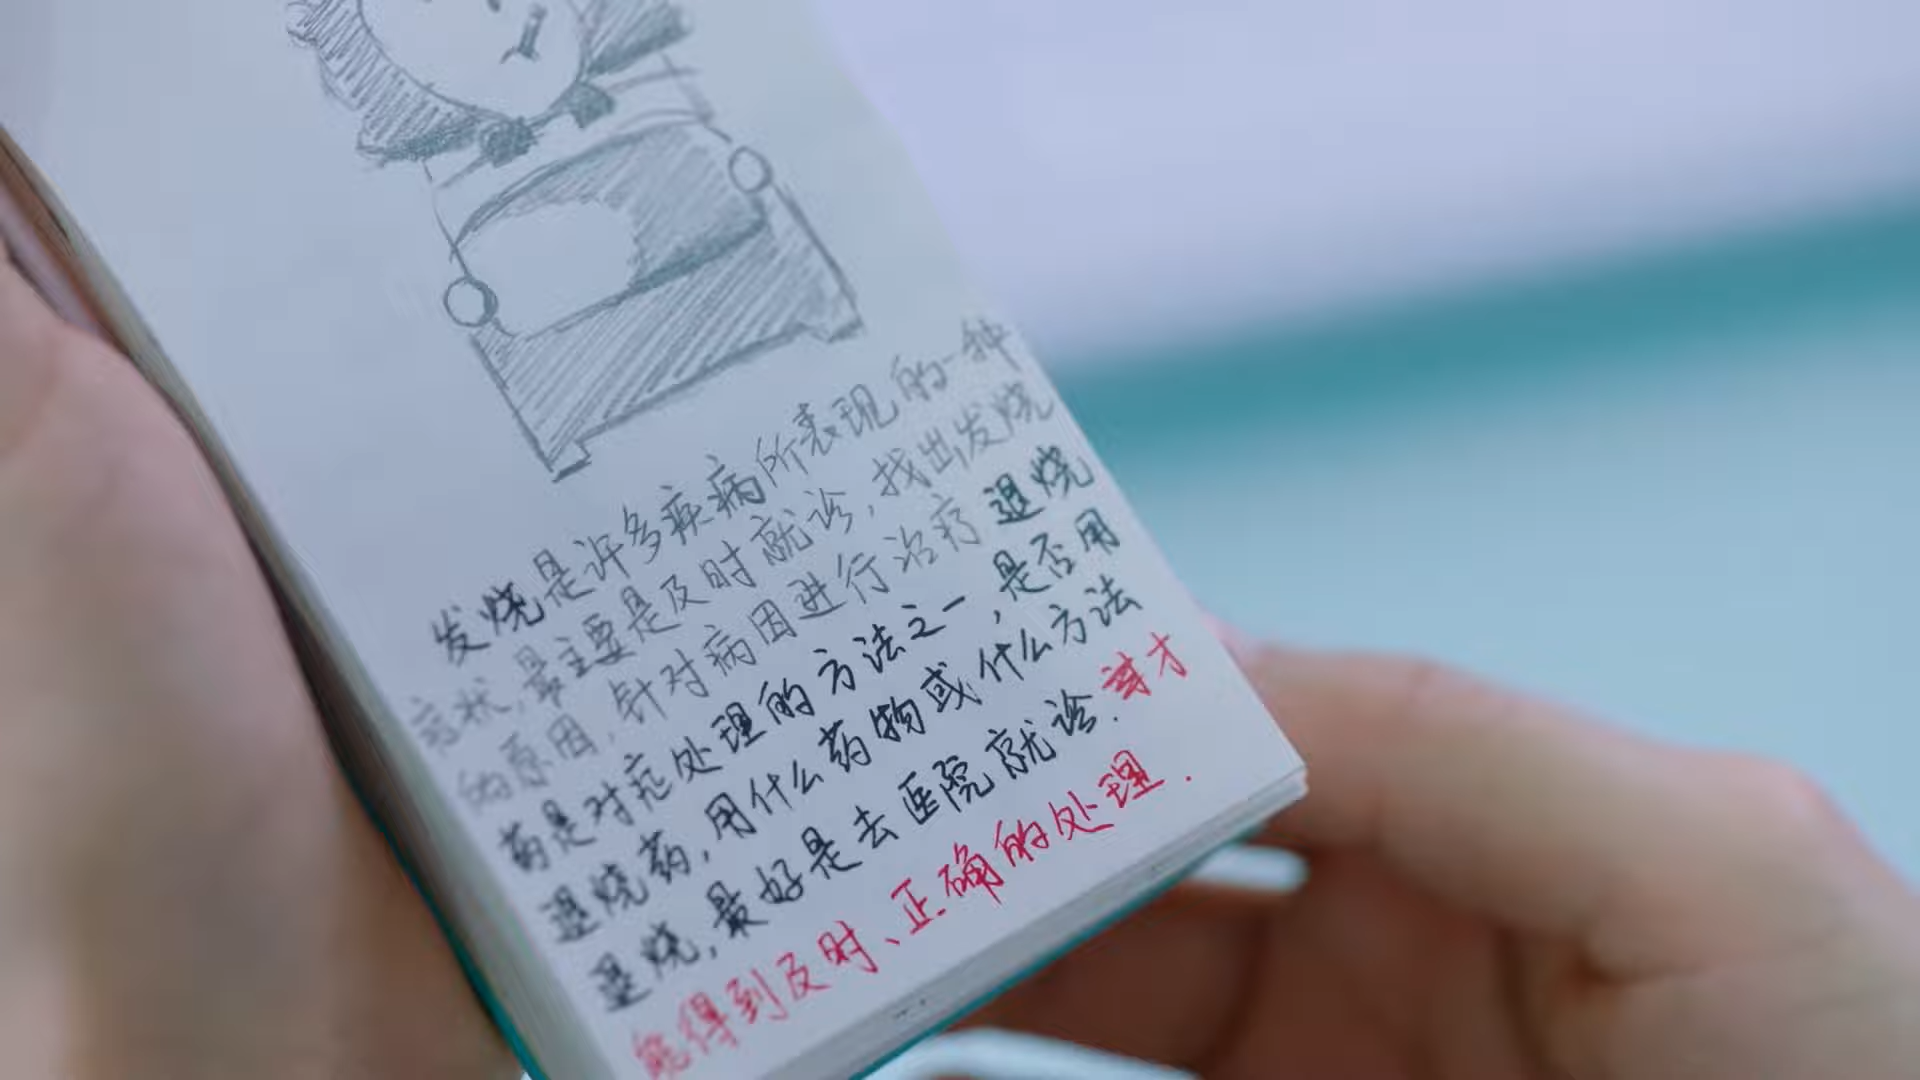 发烧是许多疾病所表现的一种
症状,最主要是及时就诊,找出发烧
的原因,针对病因进行治疗退烧
药是对症处理的方法之一,是否用
退烧药,用什么药物或什么方法
退烧,最好是去医院就诊.才
能得到及时、正确的处理.